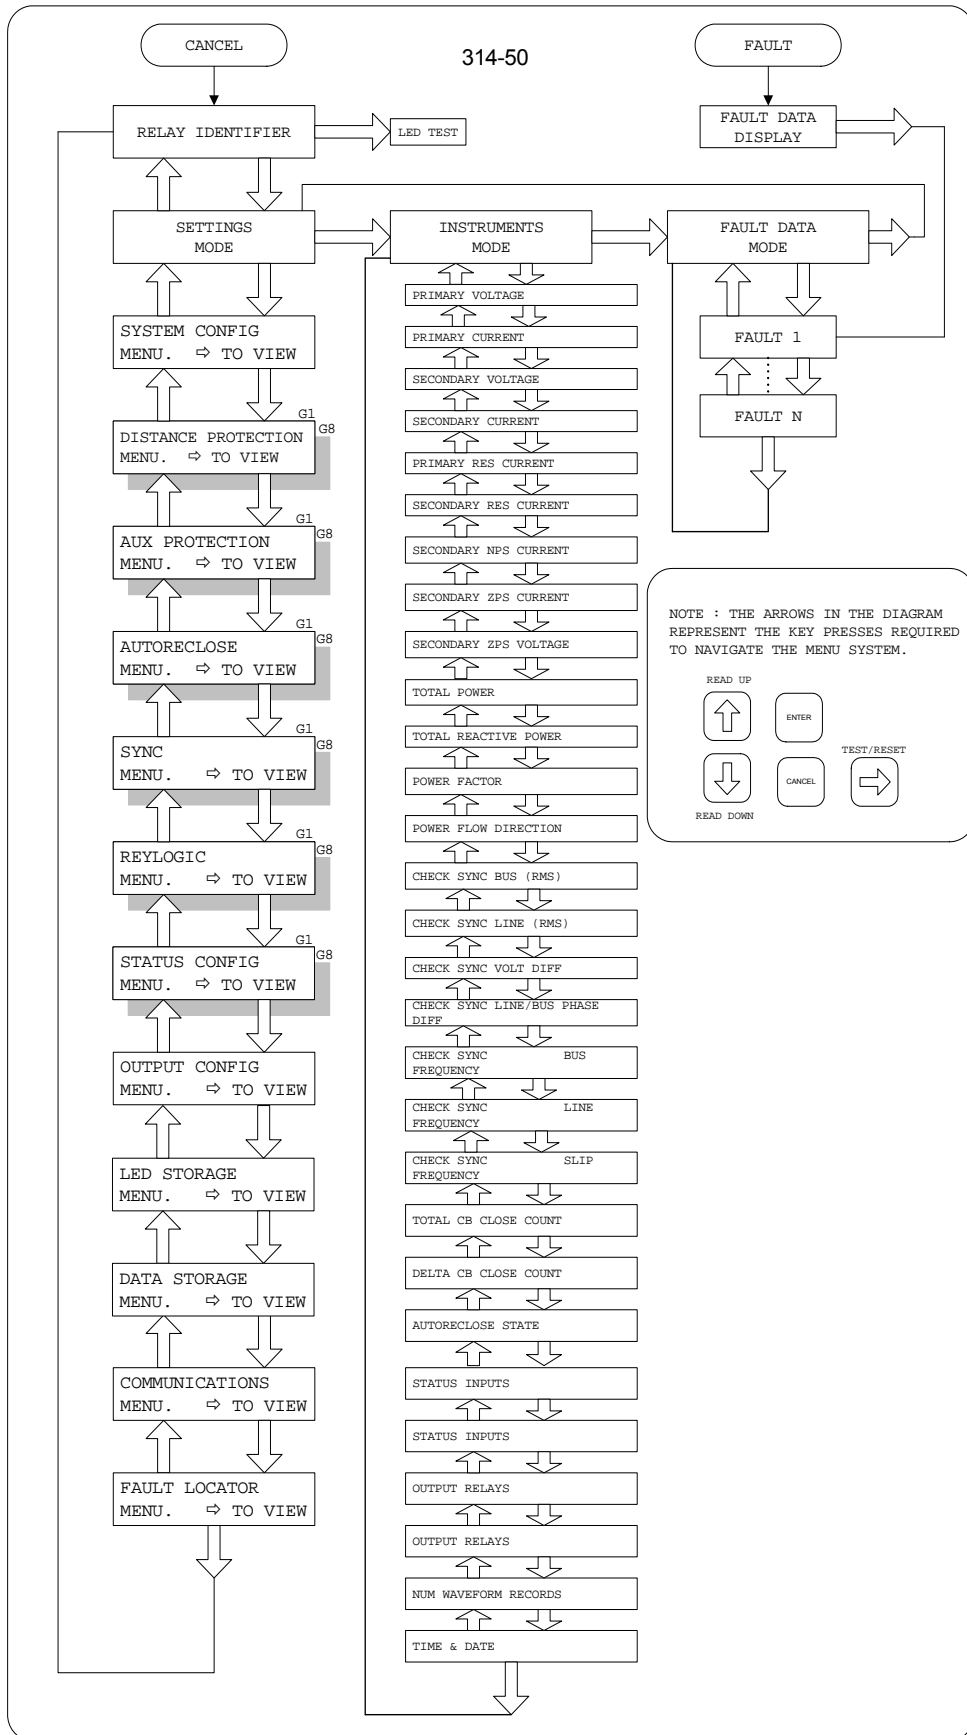 CANCEL
314-50
FAULT
RELAY IDENTIFIER
LED TEST
FAULT DATA
DISPLAY
SETTINGS
MODE
INSTRUMENTS
MODE
FAULT DATA
MODE
SYSTEM CONFIG
MENU. ⇨ TO VIEW
G1
G8
DISTANCE PROTECTION
MENU. ⇨ TO VIEW
G1
G8
AUX PROTECTION
MENU. ⇨ TO VIEW
G1
G8
AUTORECLOSE
MENU. ⇨ TO VIEW
G1
G8
SYNC
MENU. ⇨ TO VIEW
G1
G8
REYLOGIC
MENU. ⇨ TO VIEW
G1
G8
STATUS CONFIG
MENU. ⇨ TO VIEW
OUTPUT CONFIG
MENU. ⇨ TO VIEW
LED STORAGE
MENU. ⇨ TO VIEW
DATA STORAGE
MENU. ⇨ TO VIEW
COMMUNICATIONS
MENU. ⇨ TO VIEW
FAULT LOCATOR
MENU. ⇨ TO VIEW
PRIMARY VOLTAGE
PRIMARY CURRENT
SECONDARY VOLTAGE
SECONDARY CURRENT
PRIMARY RES CURRENT
SECONDARY RES CURRENT
SECONDARY NPS CURRENT
SECONDARY ZPS CURRENT
SECONDARY ZPS VOLTAGE
TOTAL POWER
TOTAL REACTIVE POWER
POWER FACTOR
POWER FLOW DIRECTION
CHECK SYNC BUS (RMS)
CHECK SYNC LINE (RMS)
CHECK SYNC VOLT DIFF
CHECK SYNC LINE/BUS PHASE
DIFF
CHECK SYNC BUS
FREQUENCY
CHECK SYNC LINE
FREQUENCY
CHECK SYNC SLIP
FREQUENCY
TOTAL CB CLOSE COUNT
DELTA CB CLOSE COUNT
AUTORECLOSE STATE
STATUS INPUTS
STATUS INPUTS
OUTPUT RELAYS
OUTPUT RELAYS
NUM WAVEFORM RECORDS
TIME & DATE
FAULT 1
FAULT N
NOTE : THE ARROWS IN THE DIAGRAM
REPRESENT THE KEY PRESSES REQUIRED
TO NAVIGATE THE MENU SYSTEM.
READ UP
ENTER
TEST/RESET
CANCEL
READ DOWN